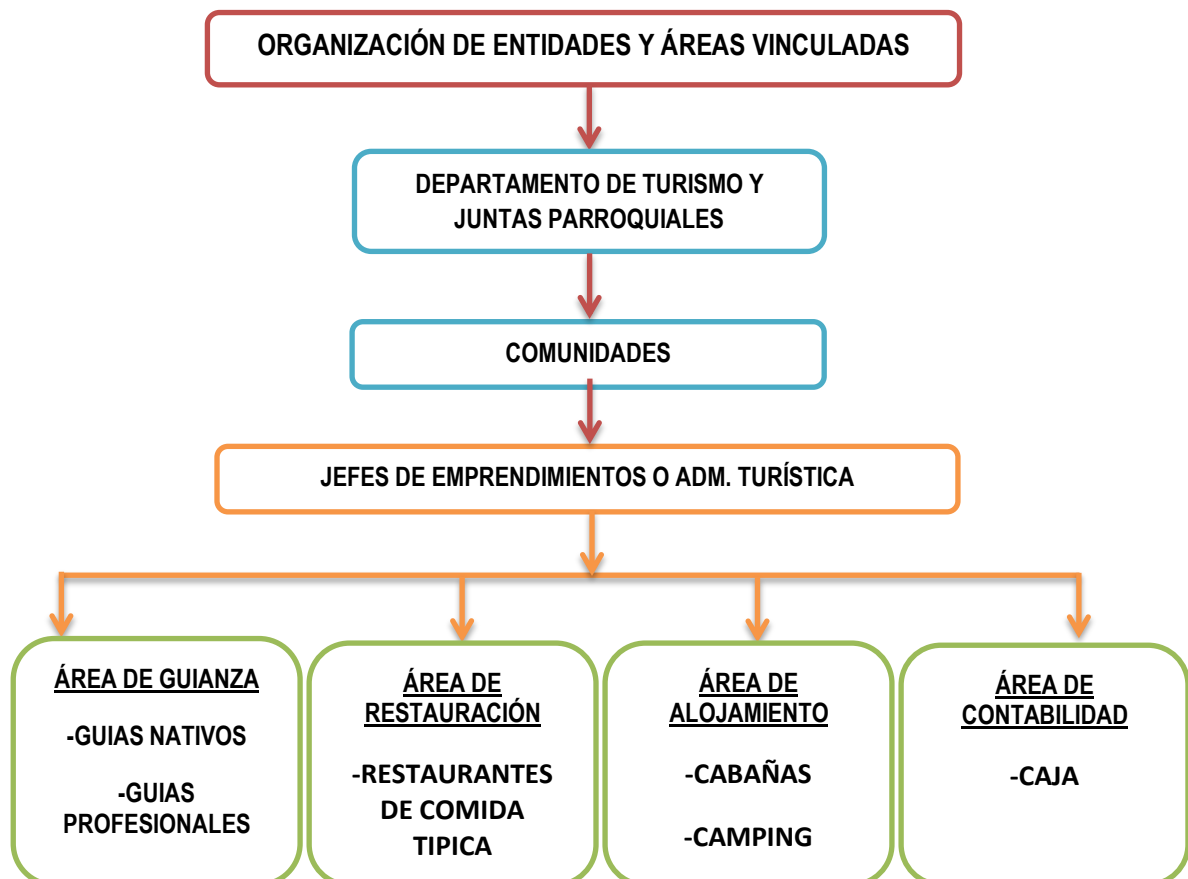 ORGANIZACIÓN DE ENTIDADES Y ÁREAS VINCULADAS
DEPARTAMENTO DE TURISMO Y
JUNTAS PARROQUIALES
COMUNIDADES
JEFES DE EMPRENDIMIENTOS O ADM. TURÍSTICA
ÁREA DE GUIANZA
-GUIAS NATIVOS
-GUIAS
PROFESIONALES
ÁREA DE
RESTAURACIÓN
-RESTAURANTES
DE COMIDA
TIPICA
ÁREA DE
ALOJAMIENTO
-CABAÑAS
-CAMPING
ÁREA DE
CONTABILIDAD
-CAJA